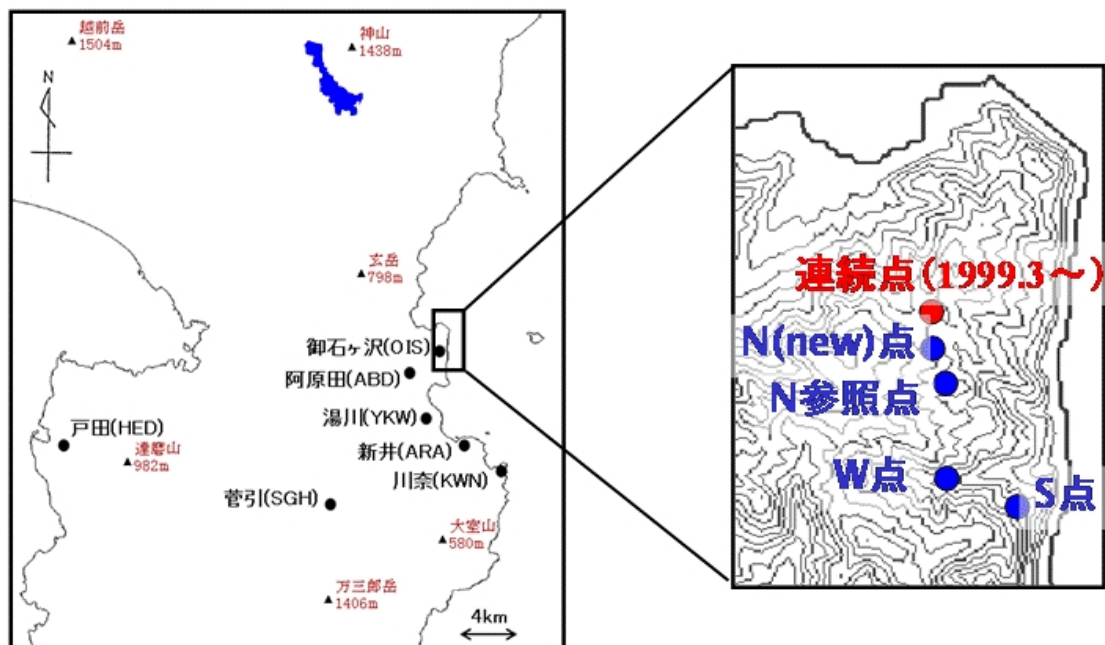 越前岳
▲1504m
神山
▲1438m
N
玄岳
▲798m
御石ヶ沢(OIS)
阿原田(ABD)
湯川(YKW)
戸田(HED)
達磨山
▲982m
新井(ARA)
川奈(KWN)
菅引(SGH)
大室山
▲580m
万三郎岳
▲1406m
4km
連続点(1999.3～)
N(new)点
N参照点
W点
S点